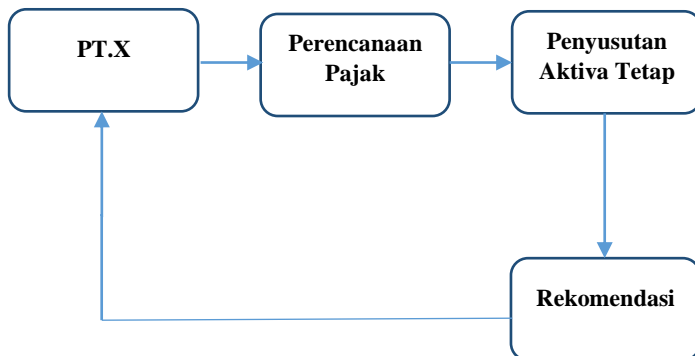 PT.X
Perencanaan
Pajak
Penyusutan
Aktiva Tetap
Rekomendasi